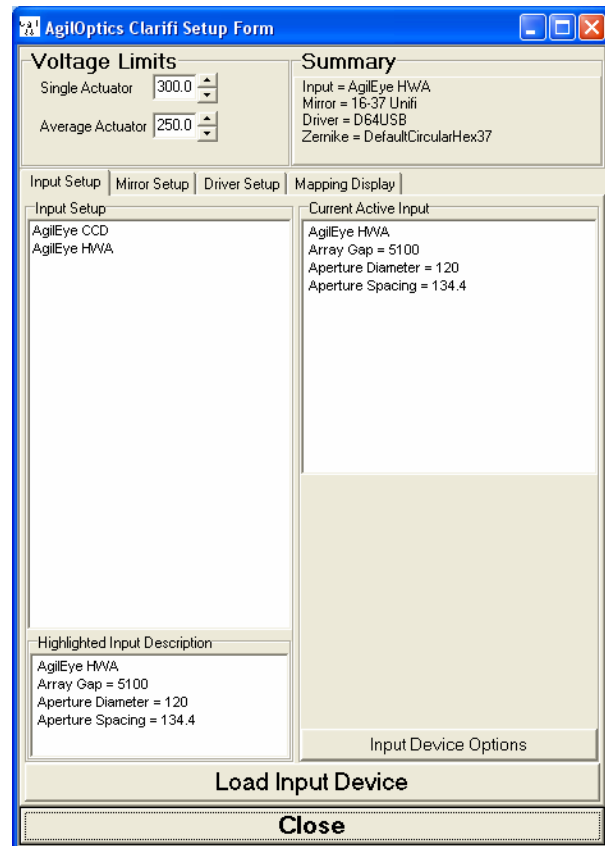 AgilOptics Clarifi Setup Form
Voltage Limits
Single Actuator 300.0
Average Actuator 250.0
Summary
Input = AgilEye HWA
Mirror = 16-37 Unifi
Driver = D64USB
Zernike = DefaultCircularHex37
Input Setup Mirror Setup Driver Setup Mapping Display
Input Setup
AgilEye CCD
AgilEye HWA
Current Active Input
AgilEye HWA
Array Gap = 5100
Aperture Diameter = 120
Aperture Spacing = 134.4
Highlighted Input Description
AgilEye HWA
Array Gap = 5100
Aperture Diameter = 120
Aperture Spacing = 134.4
Input Device Options
Load Input Device
Close